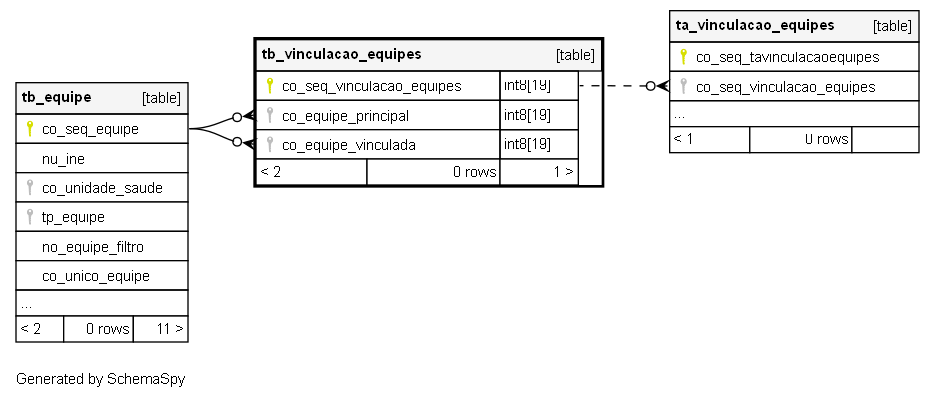 ta_vinculacao_equipes [table]
co_seq_tavinculacaoequipes
co_seq_vinculacao_equipes
...
< 1 0 rows
tb_vinculacao_equipes [table]
co_seq_vinculacao_equipes int8[19]
co_equipe_principal int8[19]
co_equipe_vinculada int8[19]
< 2 0 rows 1 >
tb_equipe [table]
co_seq_equipe
nu_ine
co_unidade_saude
tp_equipe
no_equipe_filtro
co_unico_equipe
...
< 2 0 rows 11 >
Generated by SchemaSpy